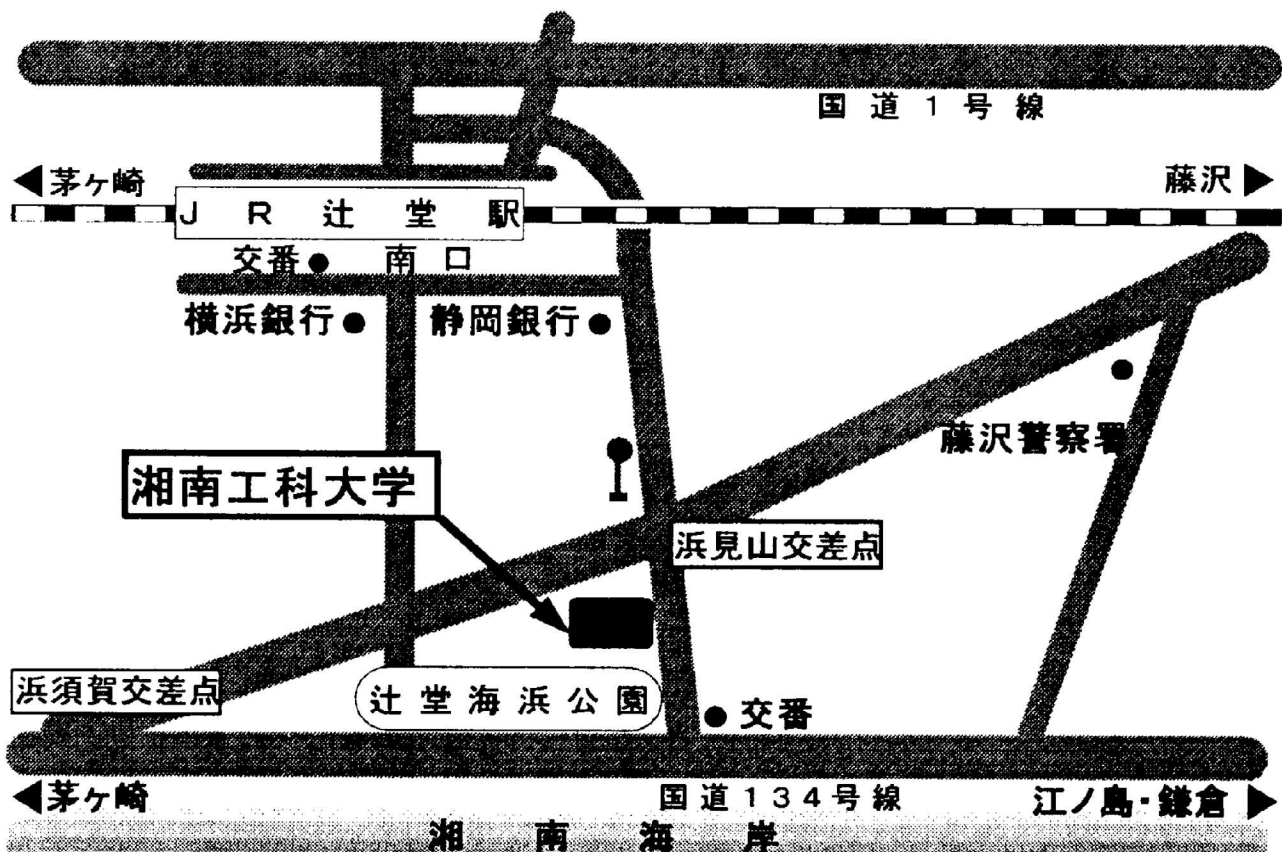 国道1号線
◀茅ヶ崎
藤沢▶
JR辻堂駅
交番●
南口
横浜銀行●
静岡銀行●
藤沢警察署
湘南工科大学
浜見山交差点
浜須賀交差点
辻堂海浜公園
●交番
◀茅ヶ崎
国道134号線
江ノ島・鎌倉▶
湘南海岸